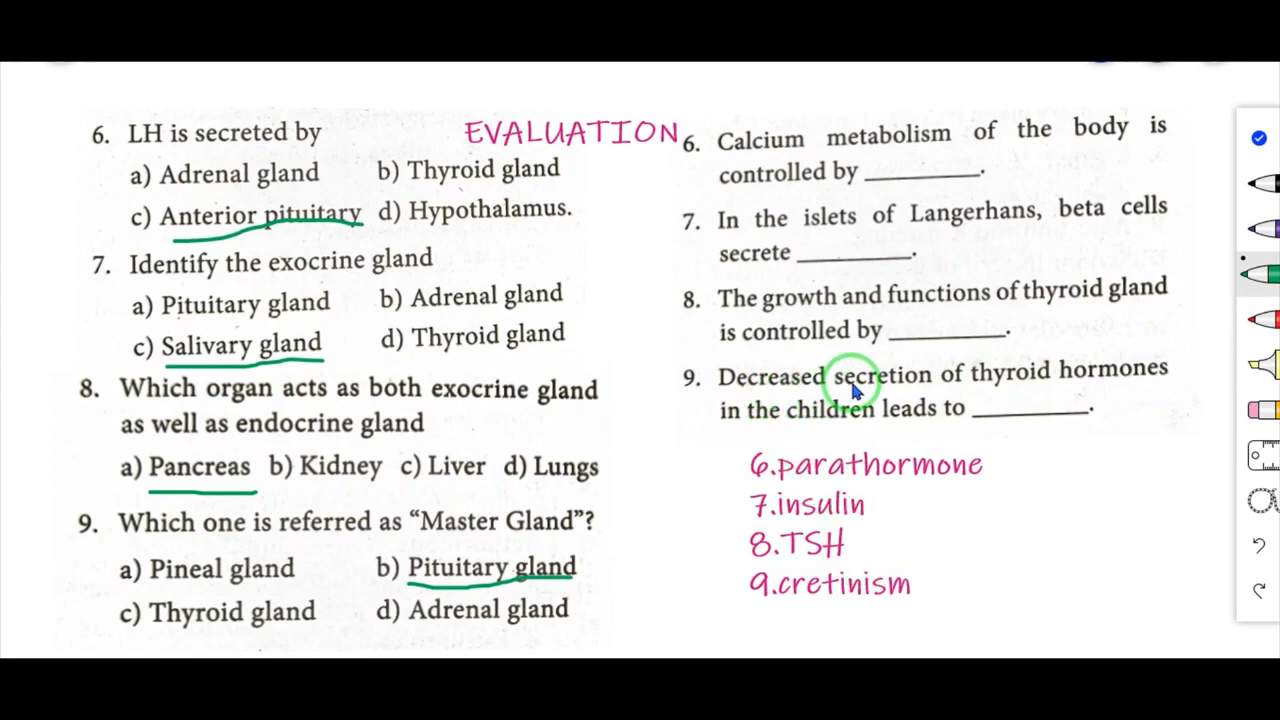 EVALUATION
6. LH is secreted by
a) Adrenal gland b) Thyroid gland
c) Anterior pituitary d) Hypothalamus.
7. Identify the exocrine gland
a) Pituitary gland b) Adrenal gland
c) Salivary gland d) Thyroid gland
8. Which organ acts as both exocrine gland
as well as endocrine gland
a) Pancreas b) Kidney c) Liver d) Lungs
9. Which one is referred as “Master Gland”?
a) Pineal gland b) Pituitary gland
c) Thyroid gland d) Adrenal gland
6. Calcium metabolism of the body is
controlled by __________.
7. In the islets of Langerhans, beta cells
secrete __________.
8. The growth and functions of thyroid gland
is controlled by __________.
9. Decreased secretion of thyroid hormones
in the children leads to __________.
6.parathormone
7.insulin
8.TSH
9.cretinism